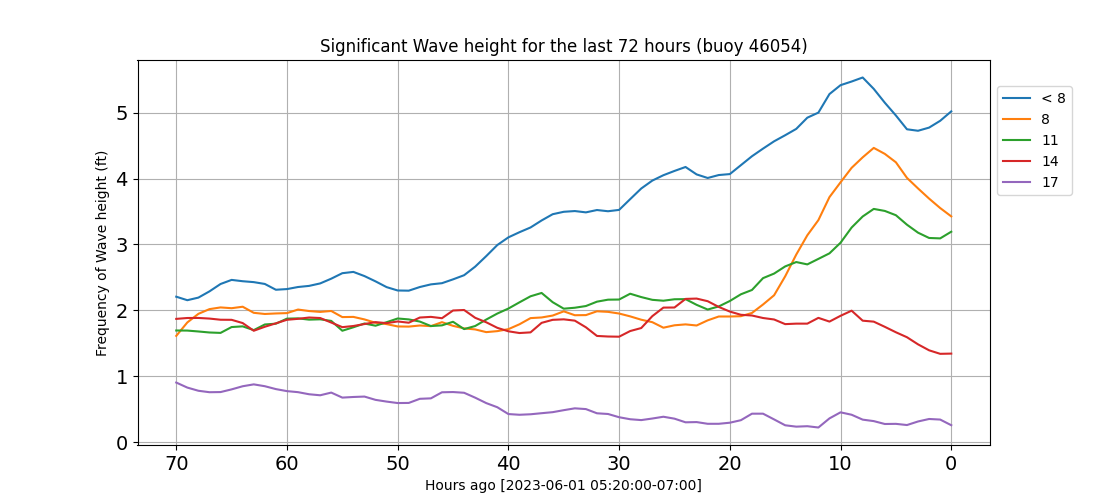 Significant Wave height for the last 72 hours (buoy 46054)
Frequency of Wave height (ft)
5
4
3
2
1
0
70 60 50 40 30 20 10 0
Hours ago [2023-06-01 05:20:00-07:00]
< 8
8
11
14
17